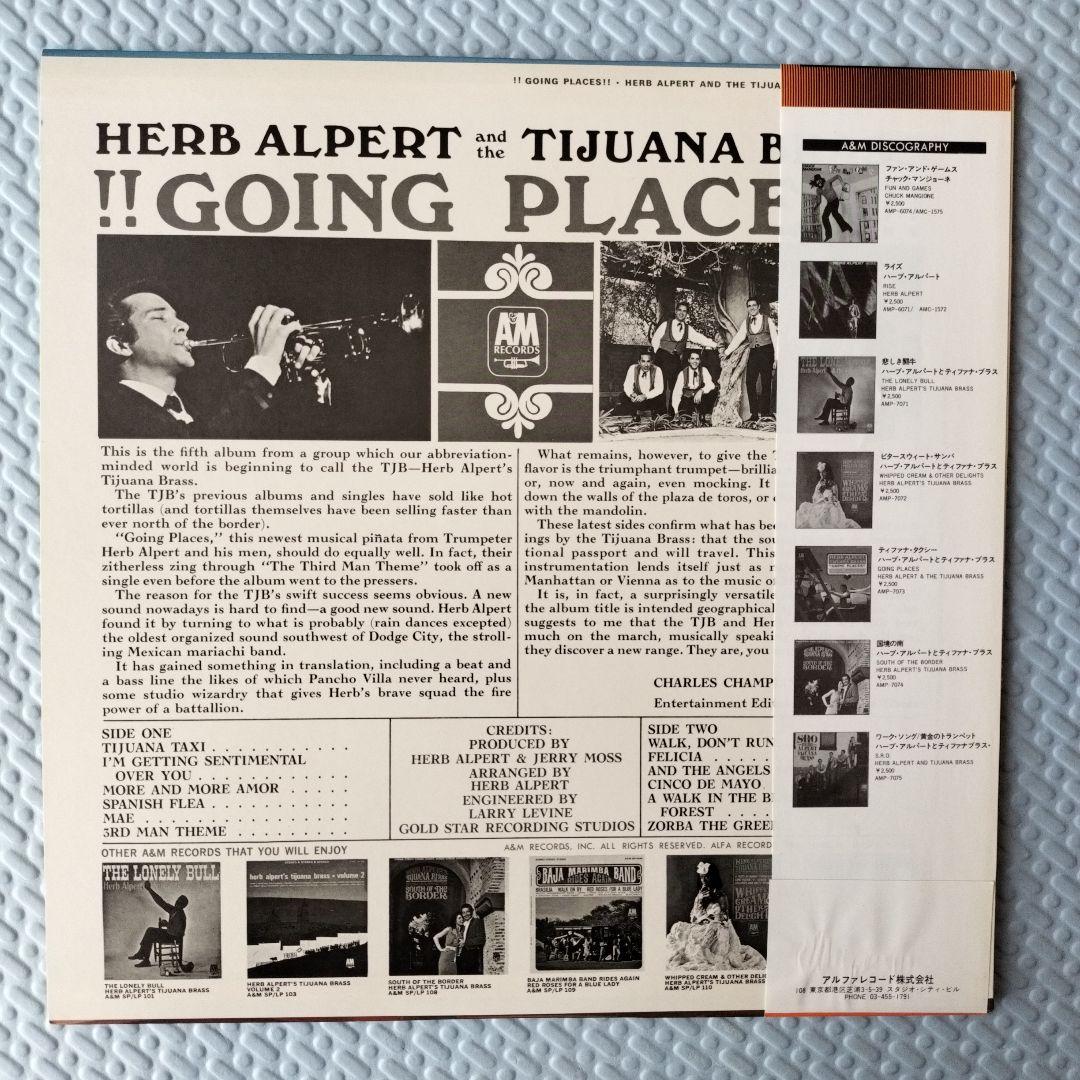 !! GOING PLACES!! • HERB ALPERT AND THE TIJUA
HERB ALPERT and the TIJUANA B
!!GOING PLACE
A&M
RECORDS
This is the fifth album from a group which our abbreviation-
minded world is beginning to call the TJB—Herb Alpert's
Tijuana Brass.
The TJB's previous albums and singles have sold like hot
tortillas (and tortillas themselves have been selling faster than
ever north of the border).
"Going Places," this newest musical piñata from Trumpeter
Herb Alpert and his men, should do equally well. In fact, their
zitherless zing through "The Third Man Theme" took off as a
single even before the album went to the pressers.
The reason for the TJB's swift success seems obvious. A new
sound nowadays is hard to find—a good new sound. Herb Alpert
found it by turning to what is probably (rain dances excepted)
the oldest organized sound southwest of Dodge City, the stroll-
ing Mexican mariachi band.
It has gained something in translation, including a beat and
a bass line the likes of which Pancho Villa never heard, plus
some studio wizardry that gives Herb's brave squad the fire
power of a battalion.
What remains, however, to give the
flavor is the triumphant trumpet—brillia
or, now and again, even mocking. It
down the walls of the plaza de toros, or
with the mandolin.
These latest sides confirm what has bee
ings by the Tijuana Brass: that the sou
tional passport and will travel. This
instrumentation lends itself just as
Manhattan or Vienna as to the music o
It is, in fact, a surprisingly versatile
the album title is intended geographical
suggests to me that the TJB and Her
much on the march, musically speaki
they discover a new range. They are, you
CHARLES CHAMP
Entertainment Edi
SIDE ONE
TIJUANA TAXI . . . . . . . . . . .
I'M GETTING SENTIMENTAL
OVER YOU . . . . . . . . . . . .
MORE AND MORE AMOR . . . . . .
SPANISH FLEA . . . . . . . . . . .
MAE . . . . . . . . . . . . . . . .
3RD MAN THEME . . . . . . . . .
CREDITS:
PRODUCED BY
HERB ALPERT & JERRY MOSS
ARRANGED BY
HERB ALPERT
ENGINEERED BY
LARRY LEVINE
GOLD STAR RECORDING STUDIOS
SIDE TWO
WALK, DON'T RUN
FELICIA . . . . .
AND THE ANGELS
CINCO DE MAYO
A WALK IN THE B
FOREST . . . .
ZORBA THE GREE
OTHER A&M RECORDS THAT YOU WILL ENJOY
A&M RECORDS, INC. ALL RIGHTS RESERVED. ALFA RECORD
THE LONELY BULL
Herb Alpert
herb alpert's tijuana brass • volume 2
SOUTH OF THE
BORDER
BAJA MARIMBA BAND
RIDES AGAIN
THE LONELY BULL
HERB ALPERT'S TIJUANA BRASS
A&M SP/LP 101
HERB ALPERT'S TIJUANA BRASS
VOLUME 2
A&M SP/LP 103
SOUTH OF THE BORDER
HERB ALPERT'S TIJUANA BRASS
A&M SP/LP 108
BAJA MARIMBA BAND RIDES AGAIN
RED ROSES FOR A BLUE LADY
A&M SP/LP 109
WHIPPED CREAM & OTHER DELIG
HERB ALPERT'S TIJUANA BRASS
A&M SP/LP 110
A&M DISCOGRAPHY
ファン・アンド・ゲームス
チャック・マンジョーネ
FUN AND GAMES
CHUCK MANGIONE
¥2,500
AMP-6074/AMC-1575
ライズ
ハーブ・アルパート
RISE
HERB ALPERT
¥2,500
AMP-6071/ AMC-1572
悲しき闘牛
ハーブ・アルパートとティファナ・ブラス
THE LONELY BULL
HERB ALPERT'S TIJUANA BRASS
¥2,500
AMP-7071
ビタースウィート・サンバ
ハーブ・アルパートとティファナ・ブラス
WHIPPED CREAM & OTHER DELIGHTS
HERB ALPERT'S TIJUANA BRASS
¥2,500
AMP-7072
ティファナ・タクシー
ハーブ・アルパートとティファナ・ブラス
GOING PLACES
HERB ALPERT & THE TIJUANA BRASS
¥2,500
AMP-7073
国境の南
ハーブ・アルパートとティファナ・ブラス
SOUTH OF THE BORDER
HERB ALPERT'S TIJUANA BRASS
¥2,500
AMP-7074
ワーク・ソング/黄金のトランペット
ハーブ・アルパートとティファナブラス・
S.R.O.
HERB ALPERT AND TIJUANA BRASS
¥2,500
AMP-7075
アルファレコード株式会社
108 東京都港区芝浦3-5-39 スタジオ・シティ・ビル
PHONE 03-455-1791